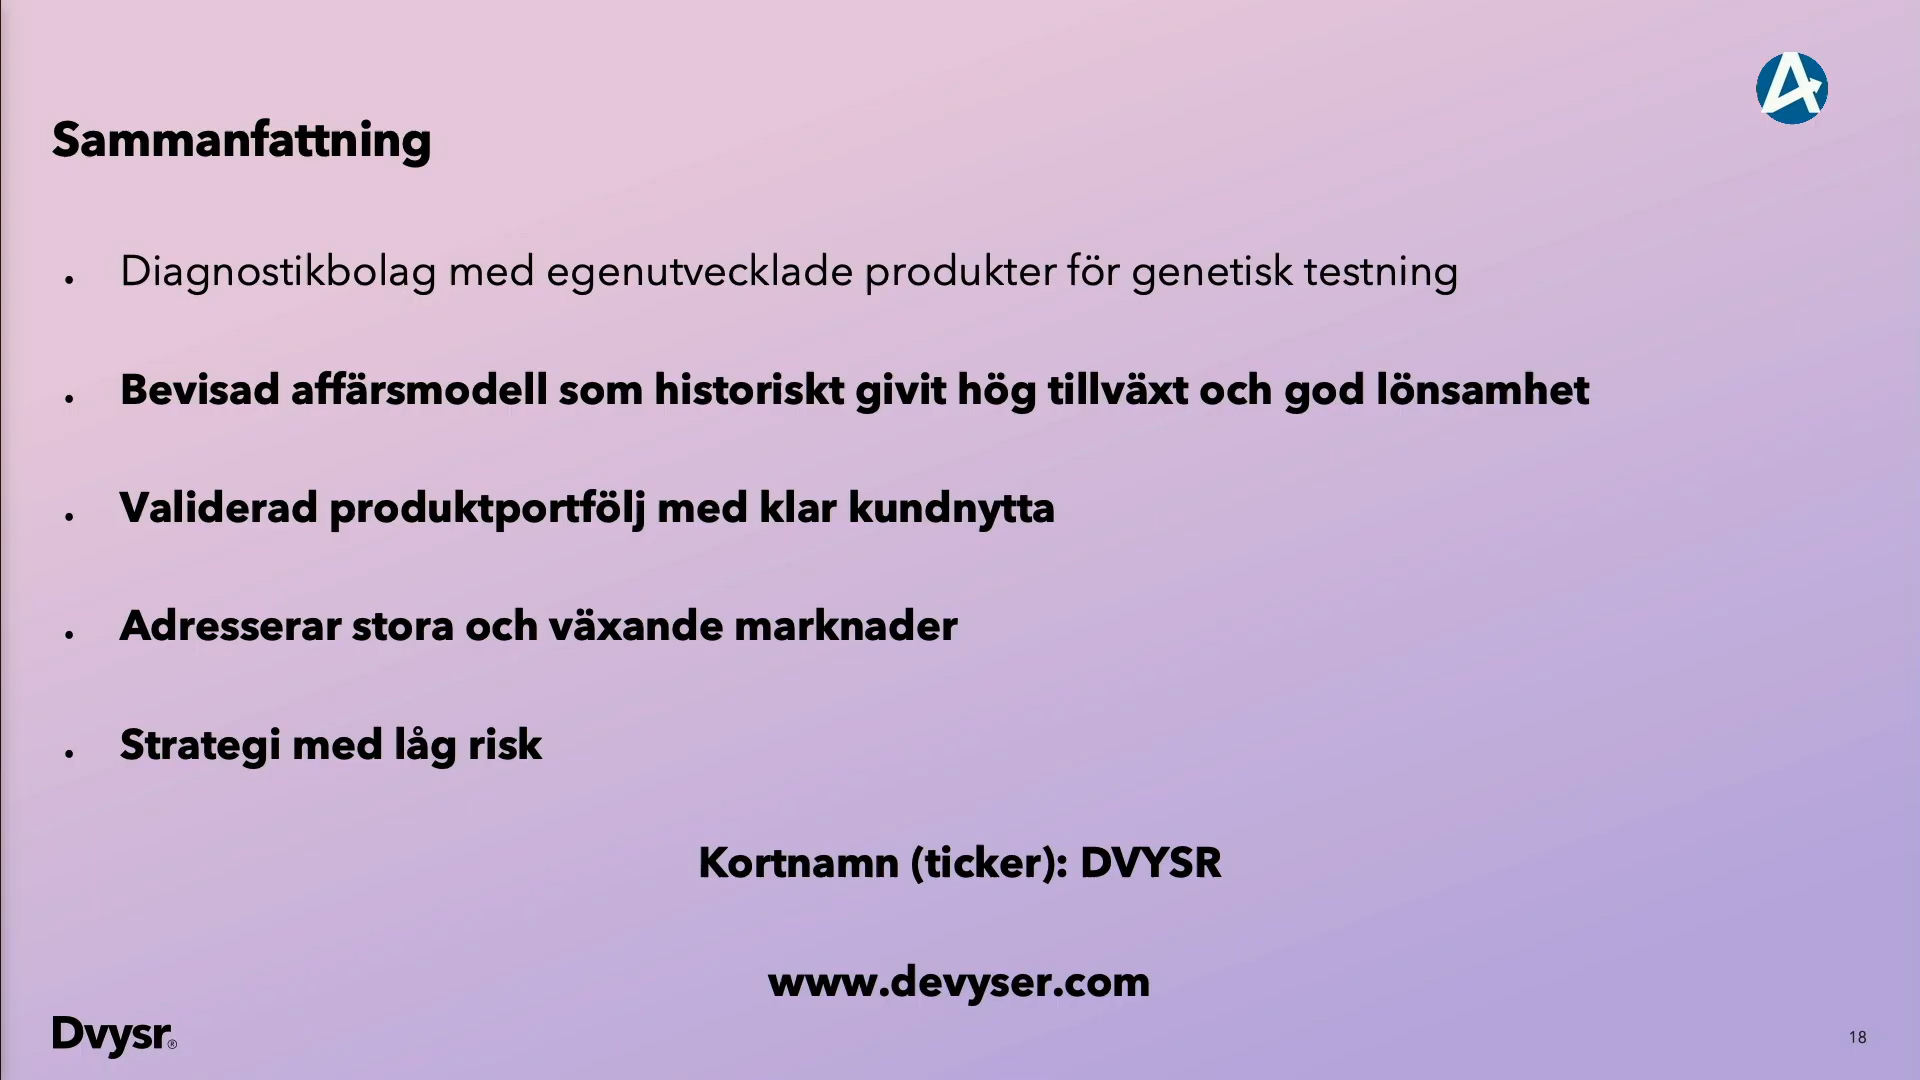 Sammanfattning
. Diagnostikbolag med egenutvecklade produkter för genetisk testning
. Bevisad affärsmodell som historiskt givit hög tillväxt och god lönsamhet
. Validerad produktportfölj med klar kundnytta
. Adresserar stora och växande marknader
. Strategi med låg risk
Kortnamn (ticker): DVYSR
www.devyser.com
Dvysr®
18